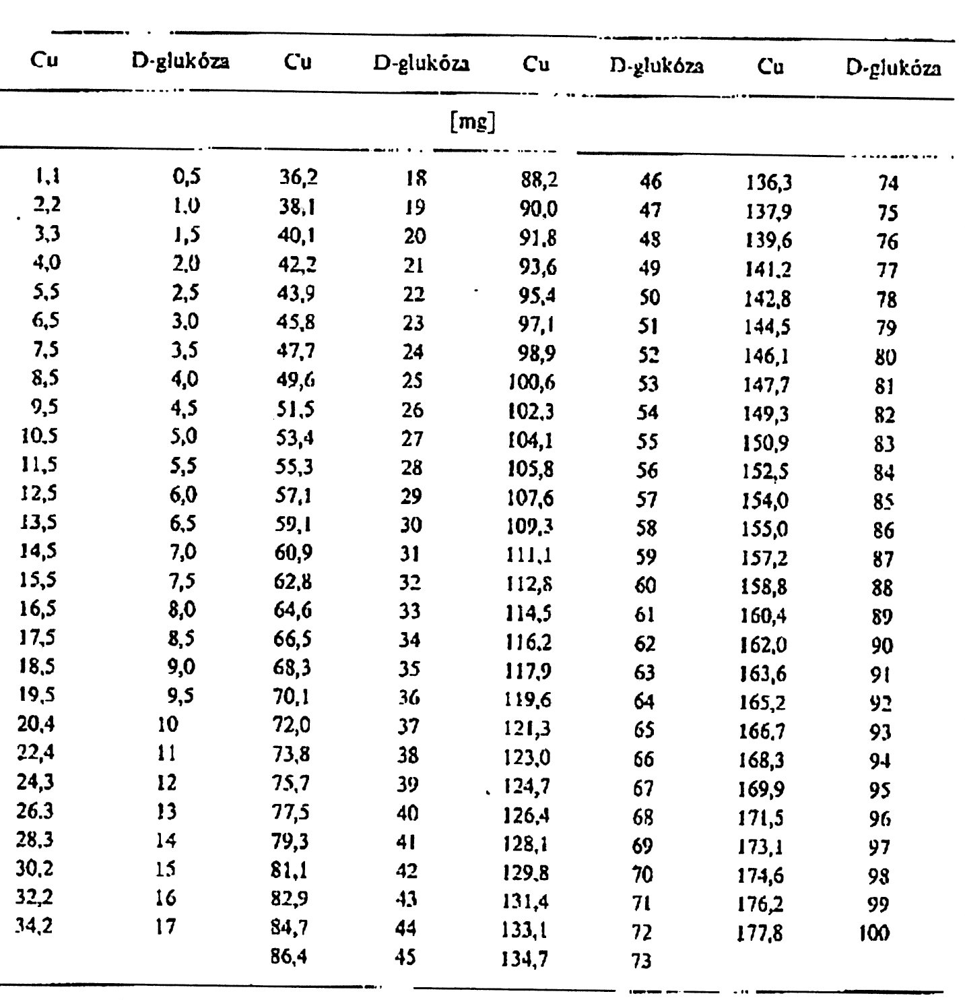 Cu D-glukóza Cu D-glukóza Cu D-glukóza Cu D-glukóza
[mg]
1,1 0,5 36,2 18 88,2 46 136,3 74
2,2 1,0 38,1 19 90,0 47 137,9 75
3,3 1,5 40,1 20 91,8 48 139,6 76
4,0 2,0 42,2 21 93,6 49 141,2 77
5,5 2,5 43,9 22 95,4 50 142,8 78
6,5 3,0 45,8 23 97,1 51 144,5 79
7,5 3,5 47,7 24 98,9 52 146,1 80
8,5 4,0 49,6 25 100,6 53 147,7 81
9,5 4,5 51,5 26 102,3 54 149,3 82
10,5 5,0 53,4 27 104,1 55 150,9 83
11,5 5,5 55,3 28 105,8 56 152,5 84
12,5 6,0 57,1 29 107,6 57 154,0 85
13,5 6,5 59,1 30 109,3 58 155,0 86
14,5 7,0 60,9 31 111,1 59 157,2 87
15,5 7,5 62,8 32 112,8 60 158,8 88
16,5 8,0 64,6 33 114,5 61 160,4 89
17,5 8,5 66,5 34 116,2 62 162,0 90
18,5 9,0 68,3 35 117,9 63 163,6 91
19,5 9,5 70,1 36 119,6 64 165,2 92
20,4 10 72,0 37 121,3 65 166,7 93
22,4 11 73,8 38 123,0 66 168,3 94
24,3 12 75,7 39 124,7 67 169,9 95
26,3 13 77,5 40 126,4 68 171,5 96
28,3 14 79,3 41 128,1 69 173,1 97
30,2 15 81,1 42 129,8 70 174,6 98
32,2 16 82,9 43 131,4 71 176,2 99
34,2 17 84,7 44 133,1 72 177,8 100
86,4 45 134,7 73